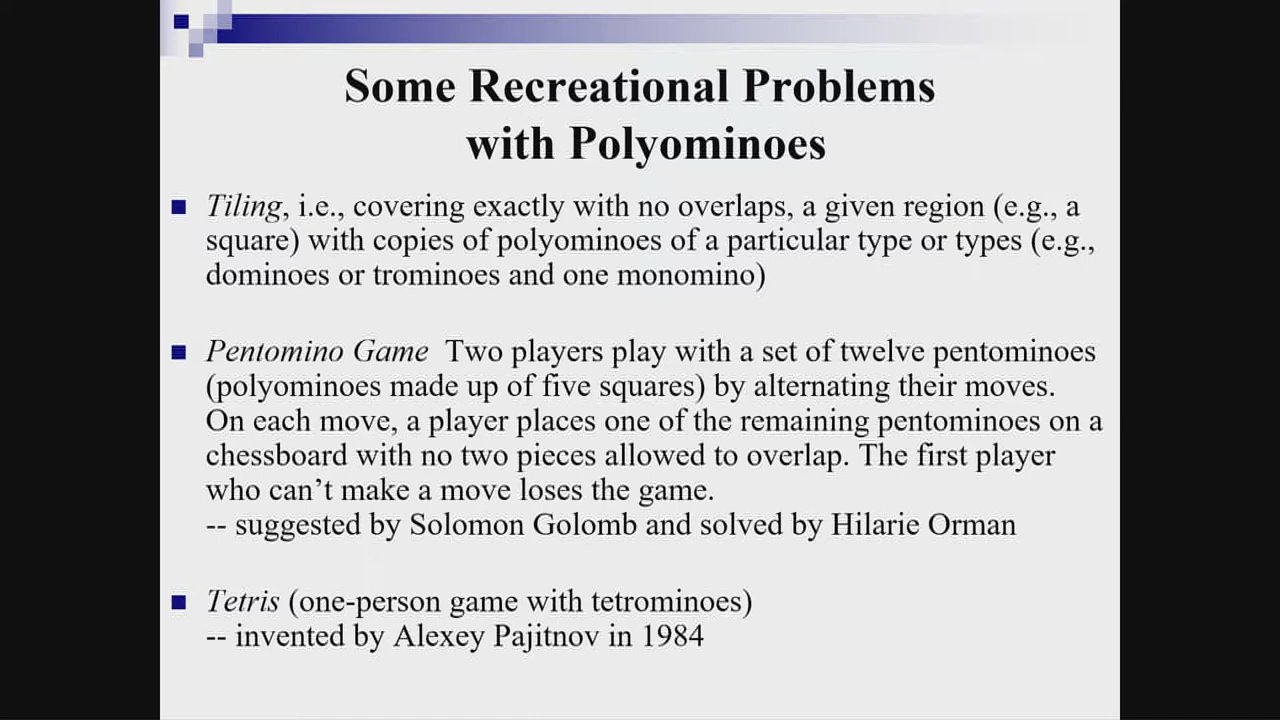 Some Recreational Problems
with Polyominoes
Tiling, i.e., covering exactly with no overlaps, a given region (e.g., a
square) with copies of polyominoes of a particular type or types (e.g.,
dominoes or trominoes and one monomino)
Pentomino Game Two players play with a set of twelve pentominoes
(polyominoes made up of five squares) by alternating their moves.
On each move, a player places one of the remaining pentominoes on a
chessboard with no two pieces allowed to overlap. The first player
who can't make a move loses the game.
-- suggested by Solomon Golomb and solved by Hilarie Orman
Tetris (one-person game with tetrominoes)
-- invented by Alexey Pajitnov in 1984